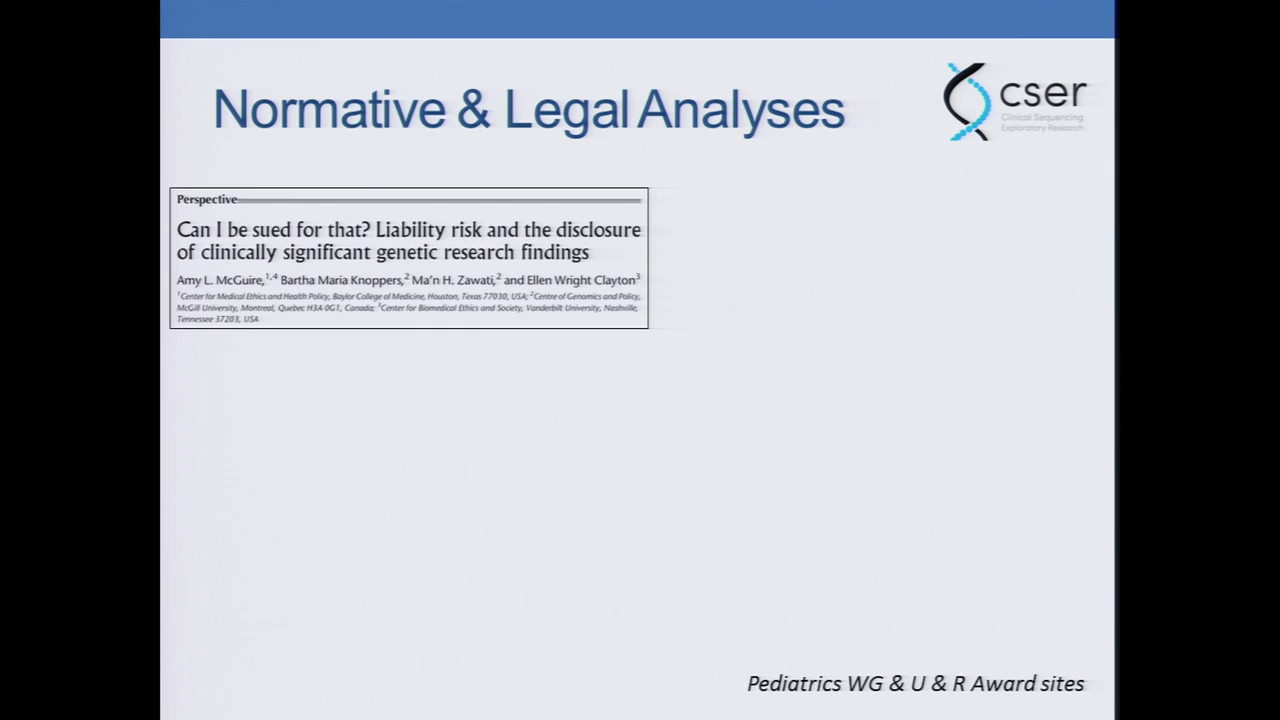 Normative & Legal Analyses
cser
Clinical Sequencing
Exploratory Research
Perspective
Can I be sued for that? Liability risk and the disclosure
of clinically significant genetic research findings
Amy L. McGuire,1,4 Bartha Maria Knoppers,2 Ma'n H. Zawati,2 and Ellen Wright Clayton3
1Center for Medical Ethics and Health Policy, Baylor College of Medicine, Houston, Texas 77030, USA; 2Centre of Genomics and Policy,
McGill University, Montreal, Quebec H3A 0G1, Canada; 3Center for Biomedical Ethics and Society, Vanderbilt University, Nashville,
Tennessee 37203, USA
Pediatrics WG & U & R Award sites